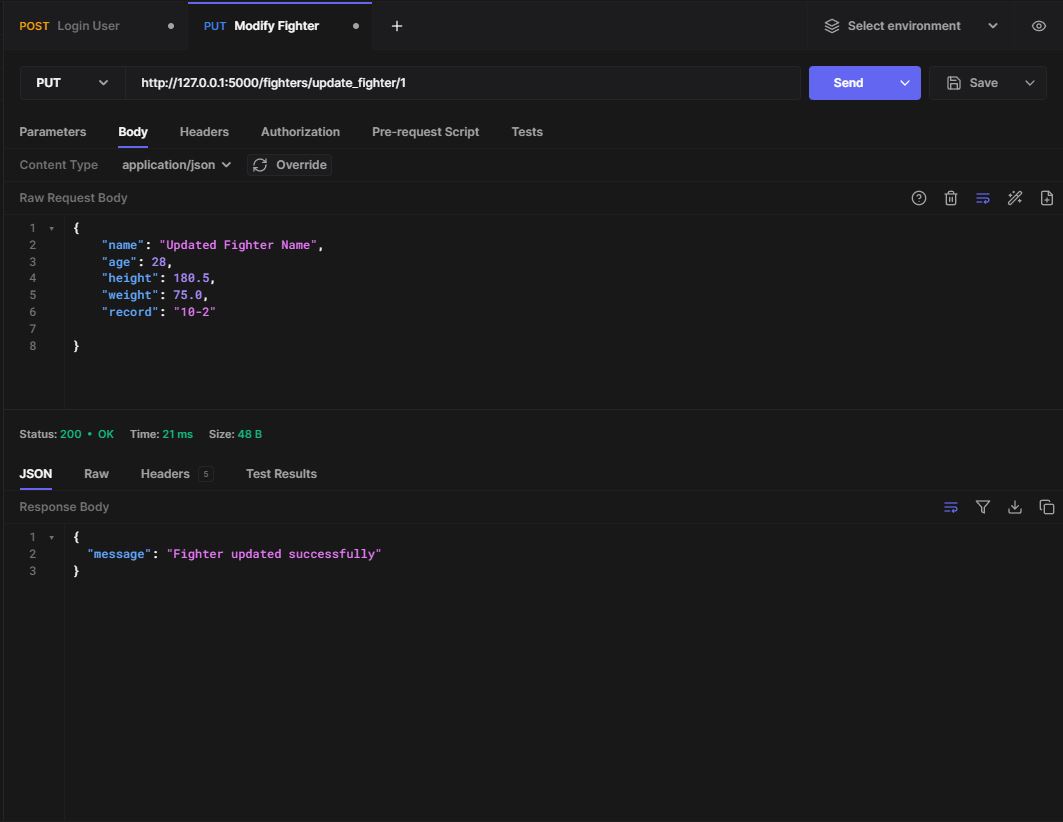 POST Login User PUT Modify Fighter Select environment
PUT http://127.0.0.1:5000/fighters/update_fighter/1 Send Save
Parameters Body Headers Authorization Pre-request Script Tests
Content Type application/json Override
Raw Request Body
1 {
2 "name": "Updated Fighter Name",
3 "age": 28,
4 "height": 180.5,
5 "weight": 75.0,
6 "record": "10-2"
7
8 }
Status: 200 • OK Time: 21 ms Size: 48 B
JSON Raw Headers 5 Test Results
Response Body
1 {
2 "message": "Fighter updated successfully"
3 }